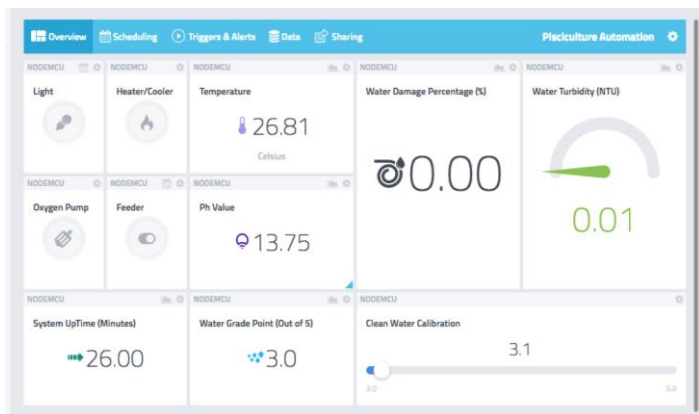 Overview Scheduling Triggers & Alerts Data Sharing Pisciculture Automation
NODEMCU NODEMCU NODEMCU NODEMCU NODEMCU
Light Heater/Cooler Temperature Water Damage Percentage (%) Water Turbidity (NTU)
26.81
Celsius
0.00
NODEMCU NODEMCU NODEMCU
Oxygen Pump Feeder Ph Value
0.01
13.75
NODEMCU NODEMCU NODEMCU
System UpTime (Minutes) Water Grade Point (Out of 5) Clean Water Calibration
3.1
26.00 3.0
3.0 5.0